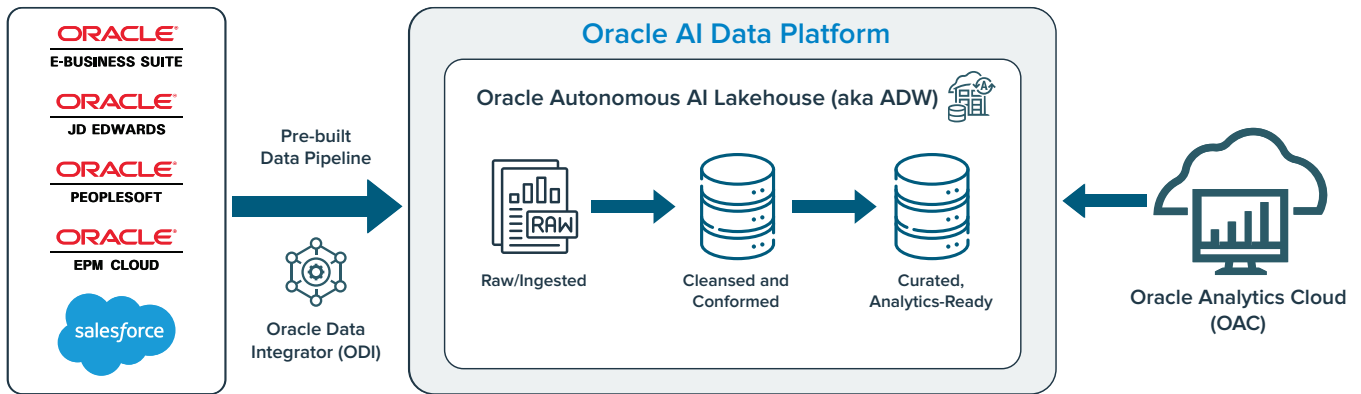 ORACLE
E-BUSINESS SUITE
ORACLE
JD EDWARDS
ORACLE
PEOPLESOFT
ORACLE
EPM CLOUD
salesforce
Pre-built
Data Pipeline
Oracle Data
Integrator (ODI)
Oracle AI Data Platform
Oracle Autonomous AI Lakehouse (aka ADW)
A
RAW
Raw/Ingested
Cleansed and
Conformed
Curated,
Analytics-Ready
Oracle Analytics Cloud
(OAC)